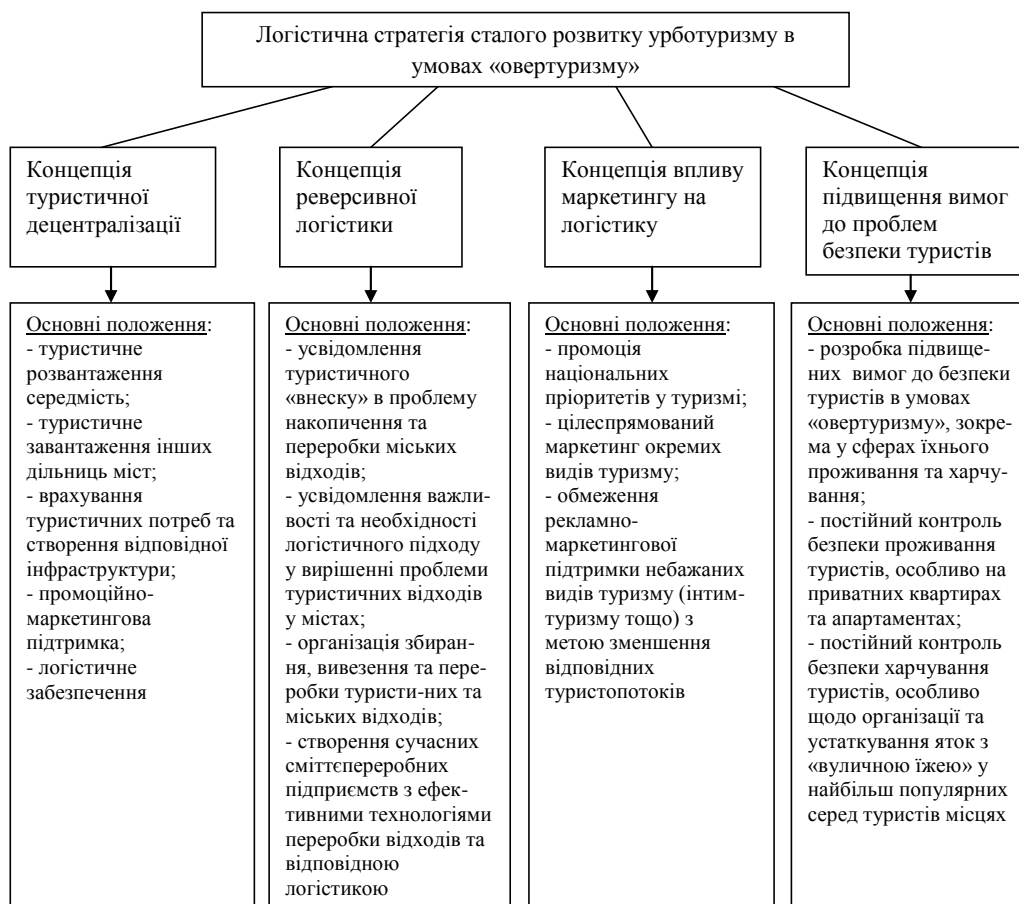 Логістична стратегія сталого розвитку урботуризму в
умовах «овертуризму»
Концепція
туристичної
децентралізації
Концепція
реверсивної
логістики
Концепція впливу
маркетингу на
логістику
Концепція
підвищення вимог
до проблем
безпеки туристів
Основні положення:
- туристичне
розвантаження
середмість;
- туристичне
завантаження інших
дільниць міст;
- врахування
туристичних потреб та
створення відповідної
інфраструктури;
- промоційно-
маркетингова
підтримка;
- логістичне
забезпечення
Основні положення:
- усвідомлення
туристичного
«внеску» в проблему
накопичення та
переробки міських
відходів;
- усвідомлення важли-
вості та необхідності
логістичного підходу
у вирішенні проблеми
туристичних відходів
у містах;
- організація збиран-
ня, вивезення та пере-
робки туристи-них та
міських відходів;
- створення сучасних
сміттєпереробних
підприємств з ефек-
тивними технологіями
переробки відходів та
відповідною
логістикою
Основні положення:
- промоція
національних
пріоритетів у туризмі;
- цілеспрямований
маркетинг окремих
видів туризму;
- обмеження
рекламно-
маркетингової
підтримки небажаних
видів туризму (інтим-
туризму тощо) з
метою зменшення
відповідних
туристопотоків
Основні положення:
- розробка підвище-
них вимог до безпеки
туристів в умовах
«овертуризму», зокре-
ма у сферах їхнього
проживання та харчу-
вання;
- постійний контроль
безпеки проживання
туристів, особливо на
приватних квартирах
та апартаментах;
- постійний контроль
безпеки харчування
туристів, особливо
щодо організації та
устаткування яток з
«вуличною їжею» у
найбільш популярних
серед туристів місцях